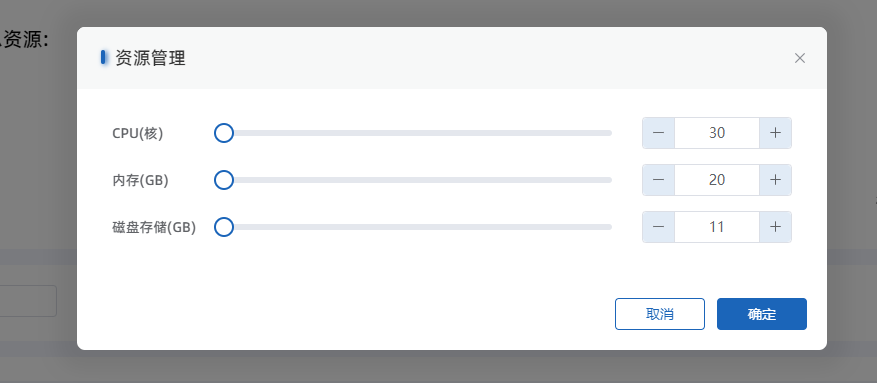 资源:
资源管理
CPU(核)
30
内存(GB)
20
磁盘存储(GB)
11
取消
确定